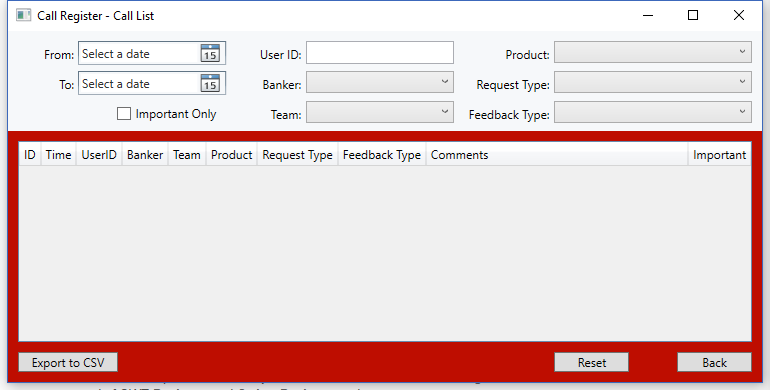 Call Register - Call List
From: Select a date 15 User ID: Product:
To: Select a date 15 Banker: Request Type:
Important Only Team: Feedback Type:
ID Time UserID Banker Team Product Request Type Feedback Type Comments Important
Export to CSV Reset Back